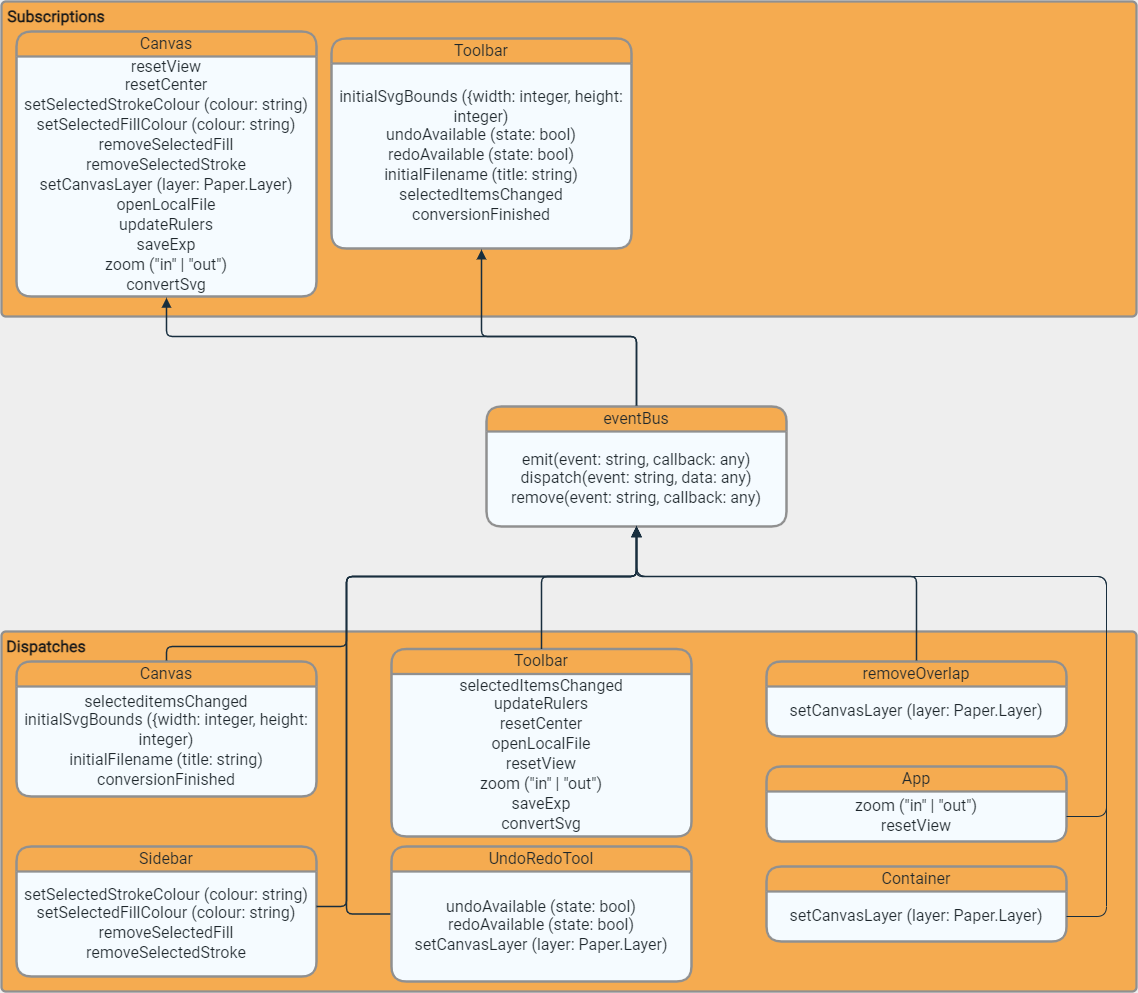 Subscriptions
Canvas
resetView
resetCenter
setSelectedStrokeColour (colour: string)
setSelectedFillColour (colour: string)
removeSelectedFill
removeSelectedStroke
setCanvasLayer (layer: Paper.Layer)
openLocalFile
updateRulers
saveExp
zoom ("in" | "out")
convertSvg
Toolbar
initialSvgBounds ({width: integer, height:
integer)
undoAvailable (state: bool)
redoAvailable (state: bool)
initialFilename (title: string)
selectedItemsChanged
conversionFinished
eventBus
emit(event: string, callback: any)
dispatch(event: string, data: any)
remove(event: string, callback: any)
Dispatches
Canvas
selecteditemsChanged
initialSvgBounds ({width: integer, height:
integer)
initialFilename (title: string)
conversionFinished
Toolbar
selectedItemsChanged
updateRulers
resetCenter
openLocalFile
resetView
zoom ("in" | "out")
saveExp
convertSvg
removeOverlap
setCanvasLayer (layer: Paper.Layer)
App
zoom ("in" | "out")
resetView
Sidebar
setSelectedStrokeColour (colour: string)
setSelectedFillColour (colour: string)
removeSelectedFill
removeSelectedStroke
UndoRedoTool
undoAvailable (state: bool)
redoAvailable (state: bool)
setCanvasLayer (layer: Paper.Layer)
Container
setCanvasLayer (layer: Paper.Layer)